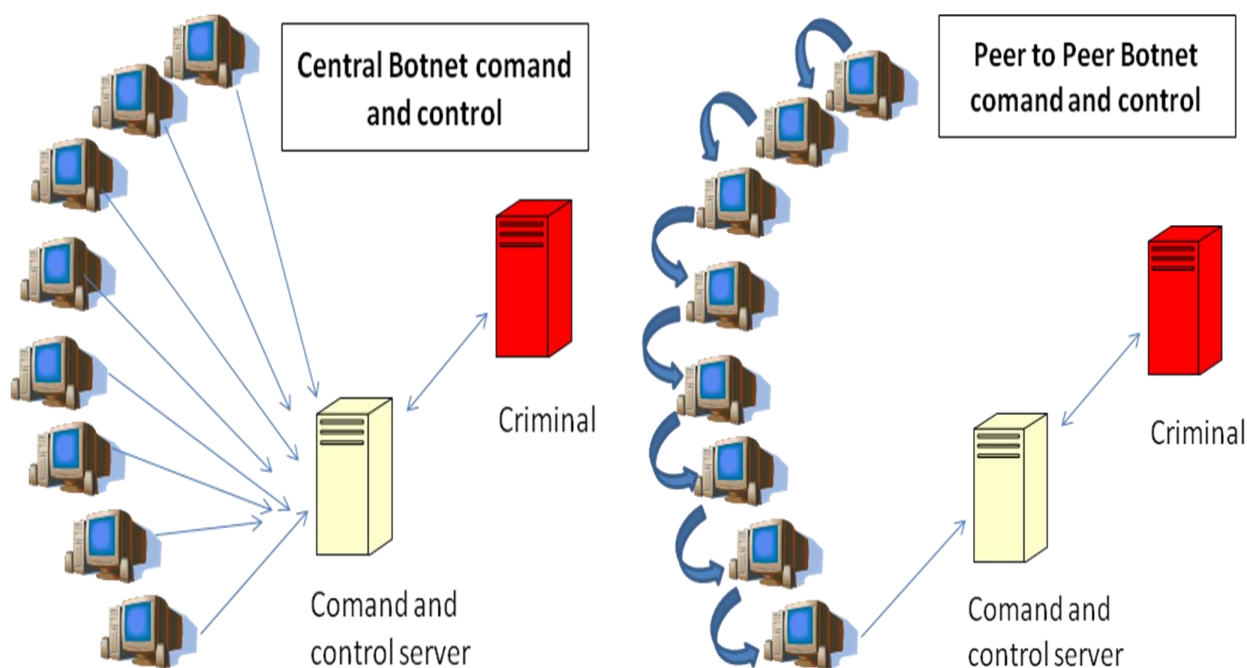 Central Botnet comand
and control
Criminal
Comand and
control server
Peer to Peer Botnet
comand and control
Criminal
Comand and
control server